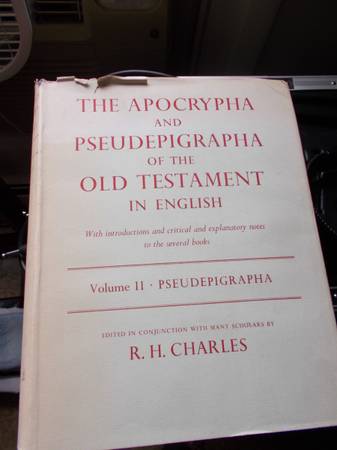 THE APOCRYPHA
AND
PSEUDEPIGRAPHA
OF THE
OLD TESTAMENT
IN ENGLISH
With introductions and critical and explanatory notes
to the several books
Volume II · PSEUDEPIGRAPHA
EDITED IN CONJUNCTION WITH MANY SCHOLARS BY
R. H. CHARLES